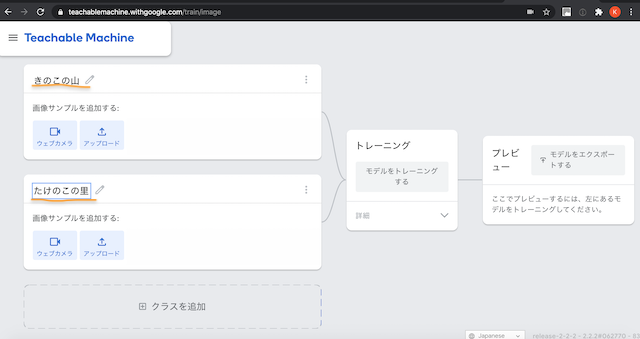 teachablemachine.withgoogle.com/train/image
K
Teachable Machine
きのこの山
画像サンプルを追加する:
ウェブカメラ
アップロード
たけのこの里
画像サンプルを追加する:
ウェブカメラ
アップロード
クラスを追加
トレーニング
モデルをトレーニング
する
詳細
プレビ
ュー
モデルをエクスポー
トする
ここでプレビューするには、左にあるモ
デルをトレーニングしてください。
Japanese
release-2-2-2 - 2.2.2#062770